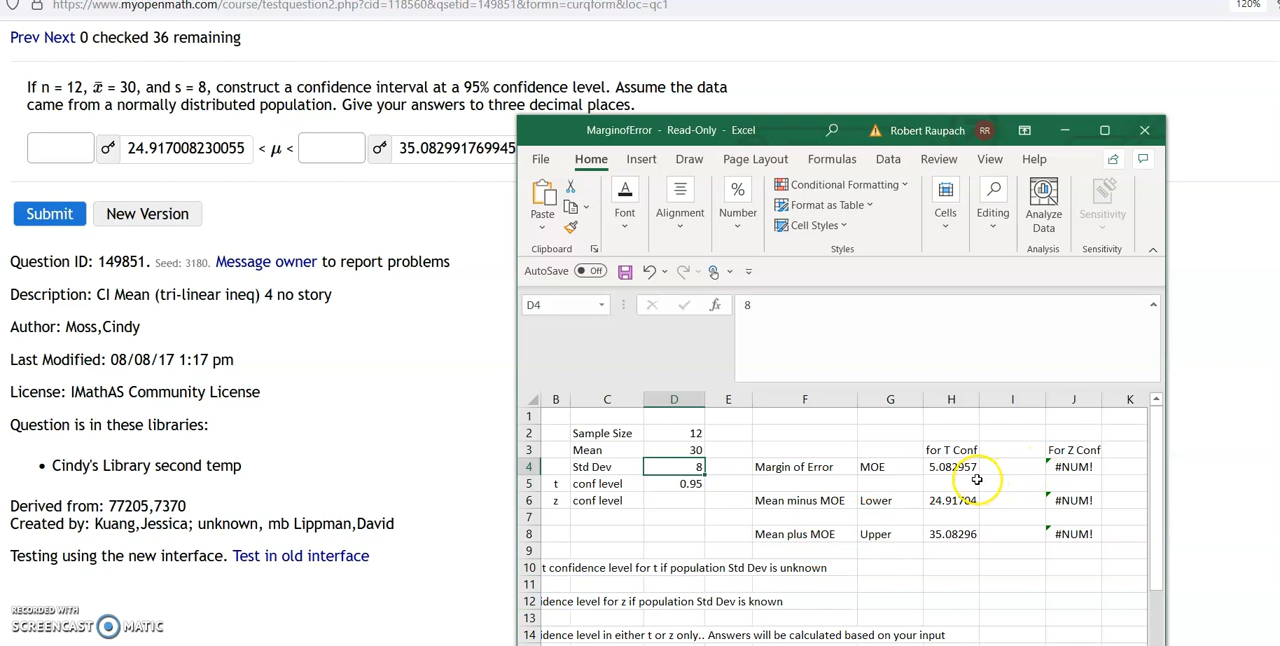 https://www.myopenmath.com/course/testquestion2.php?cid=118560&qsetid=149851&formn=curqform&loc=qc1
120%
Prev Next 0 checked 36 remaining
If n = 12, x̄ = 30, and s = 8, construct a confidence interval at a 95% confidence level. Assume the data
came from a normally distributed population. Give your answers to three decimal places.
24.917008230055 < μ < 35.082991769945
Submit New Version
Question ID: 149851. Seed: 3180. Message owner to report problems
Description: CI Mean (tri-linear ineq) 4 no story
Author: Moss,Cindy
Last Modified: 08/08/17 1:17 pm
License: IMathAS Community License
Question is in these libraries:
• Cindy's Library second temp
Derived from: 77205,7370
Created by: Kuang,Jessica; unknown, mb Lippman,David
Testing using the new interface. Test in old interface
RECORDED WITH
SCREENCAST MATIC
MarginofError - Read-Only - Excel
Robert Raupach RR
File Home Insert Draw Page Layout Formulas Data Review View Help
Paste Font Alignment % Number Conditional Formatting Format as Table Cell Styles Cells Editing Analyze Data Sensitivity
Clipboard Styles Analysis Sensitivity
AutoSave Off
D4 fx 8
B C D E F G H I J K
1
2 Sample Size 12
3 Mean 30 for T Conf For Z Conf
4 Std Dev 8 Margin of Error MOE 5.082957 #NUM!
5 t conf level 0.95
6 z conf level Mean minus MOE Lower 24.91704 #NUM!
7
8 Mean plus MOE Upper 35.08296 #NUM!
9
10 t confidence level for t if population Std Dev is unknown
11
12 idence level for z if population Std Dev is known
13
14 idence level in either t or z only.. Answers will be calculated based on your input